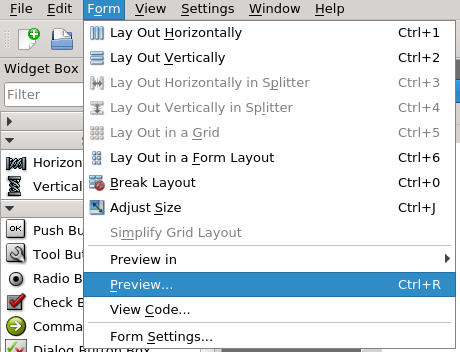 File Edit Form View Settings Window Help
Lay Out Horizontally Ctrl+1
Lay Out Vertically Ctrl+2
Widget Box
Lay Out Horizontally in Splitter Ctrl+3
Filter
Lay Out Vertically in Splitter Ctrl+4
Lay Out in a Grid Ctrl+5
Horizon
Lay Out in a Form Layout Ctrl+6
Vertical
Break Layout Ctrl+0
Adjust Size Ctrl+J
Push Bu
OK
Simplify Grid Layout
Tool But
Preview in
Radio B
Preview... Ctrl+R
Check B
View Code...
Comma
Form Settings...
Dialog Button Box